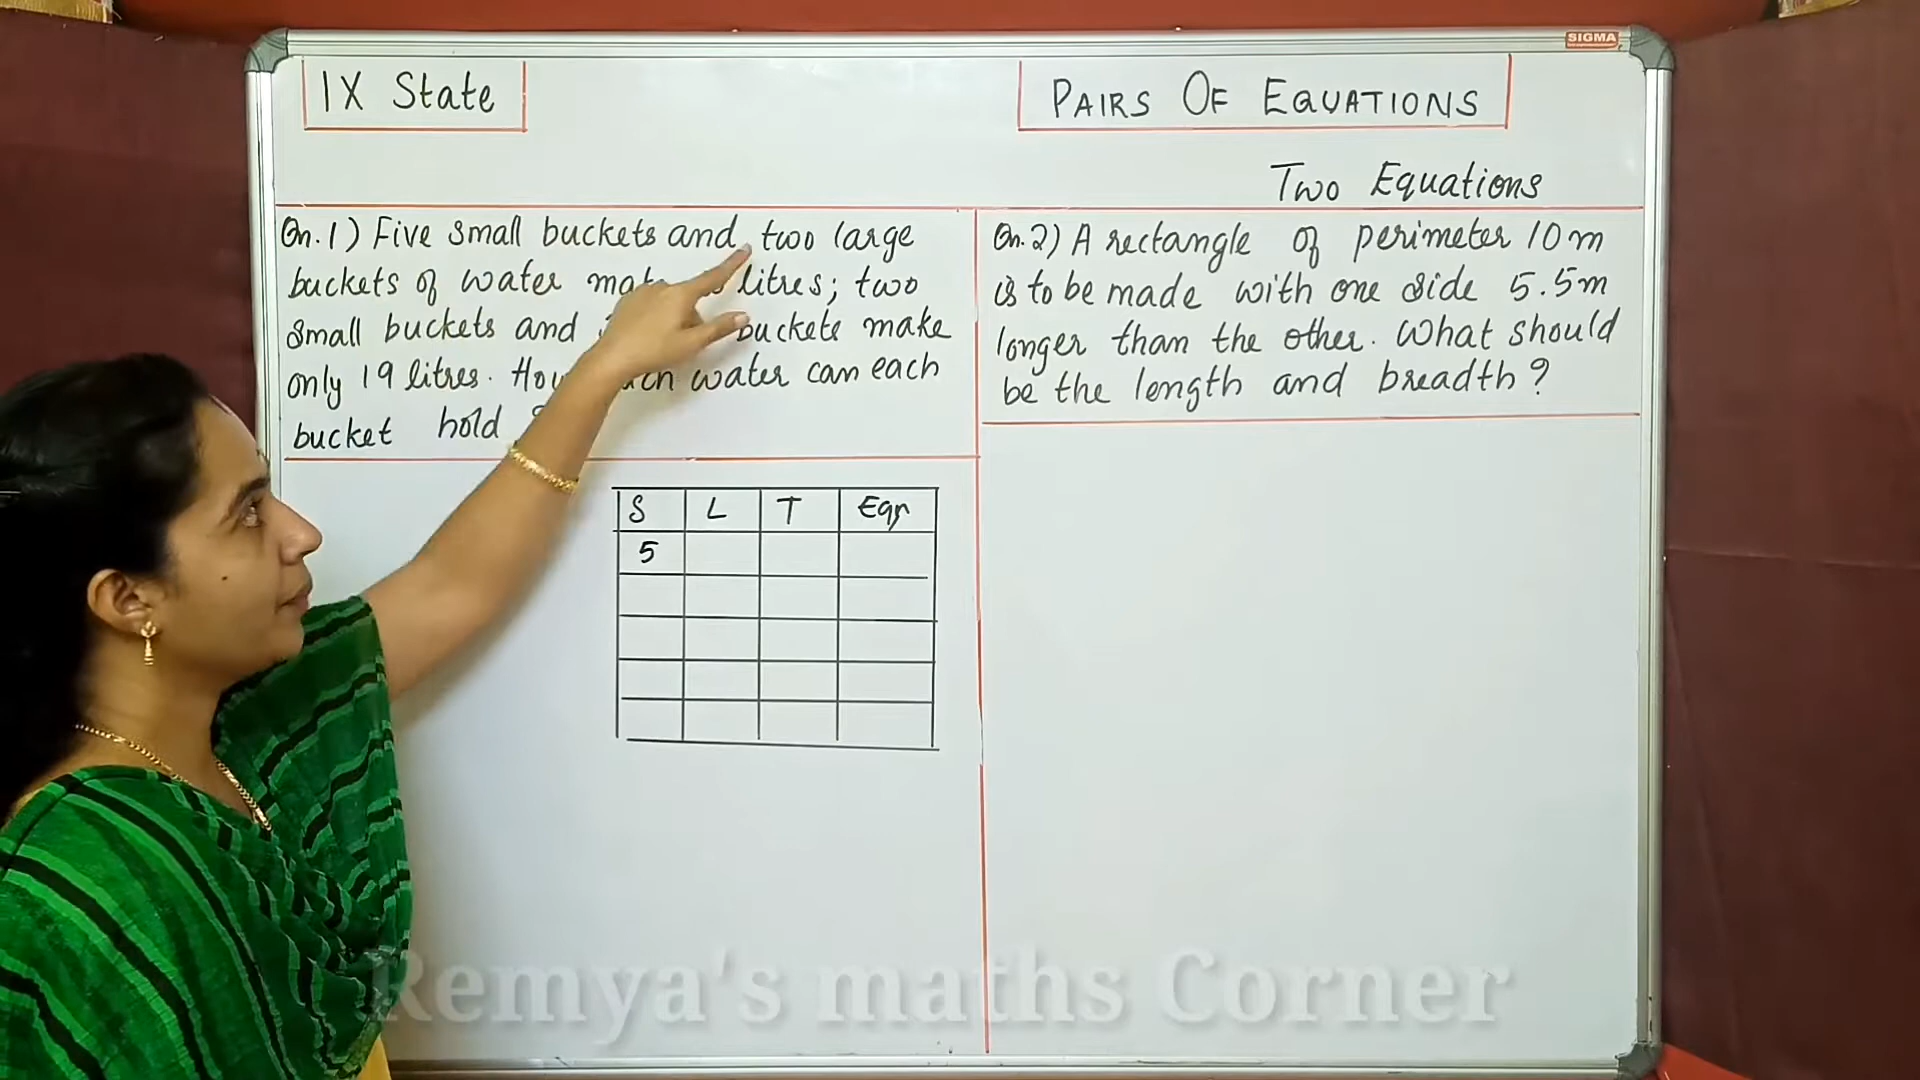 SIGMA
IX State
PAIRS OF EQUATIONS
Two Equations
Qn. 1) Five small buckets and two large
buckets of water litres; two
small buckets and buckets make
only 19 litres. water can each
bucket hold
Qn. 2) A rectangle of perimeter 10 m
is to be made with one side 5.5m
longer than the other. What should
be the length and breadth?
S L T Eqn
5
Remya's maths Corner